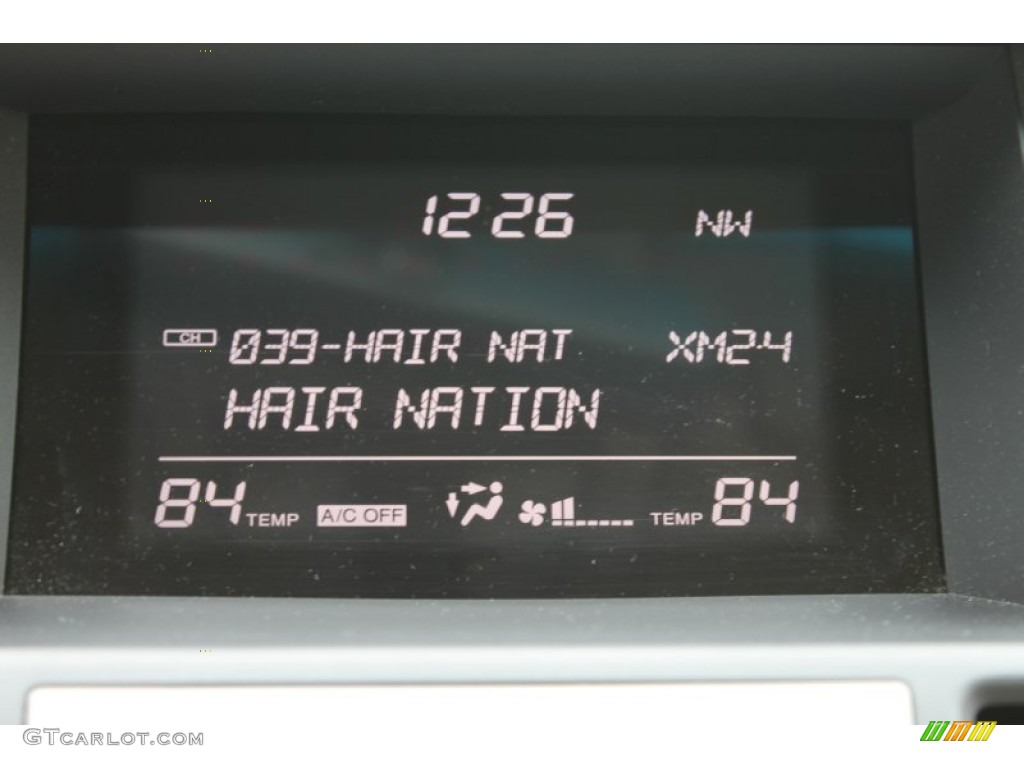 12:26 NW
CH 039-HAIR NAT XM2-4
HAIR NATION
84 TEMP A/C OFF TEMP 84
GTCARLOT.COM